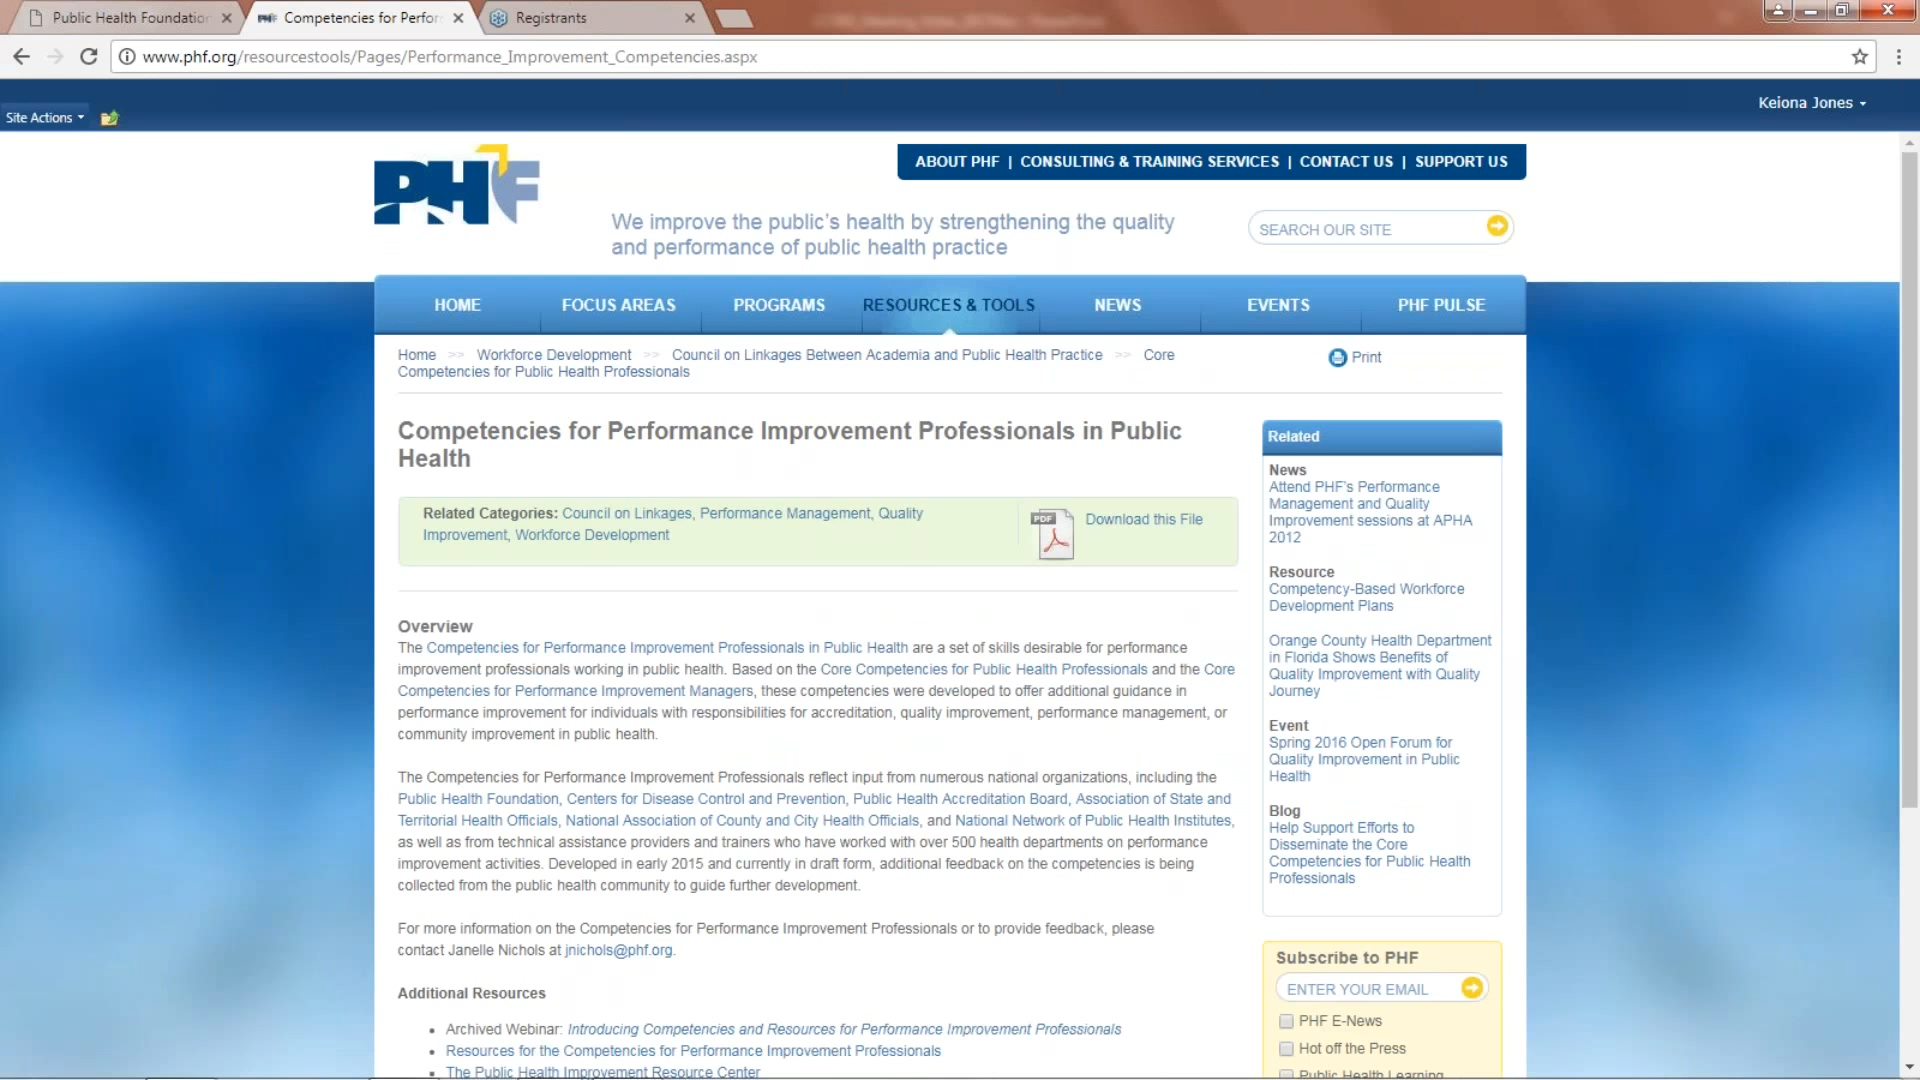 Public Health Foundation
Competencies for Perfor
Registrants
www.phf.org/resourcestools/Pages/Performance_Improvement_Competencies.aspx
Site Actions
Keiona Jones
PHF
ABOUT PHF | CONSULTING & TRAINING SERVICES | CONTACT US | SUPPORT US
We improve the public's health by strengthening the quality
and performance of public health practice
SEARCH OUR SITE
HOME FOCUS AREAS PROGRAMS RESOURCES & TOOLS NEWS EVENTS PHF PULSE
Home >> Workforce Development >> Council on Linkages Between Academia and Public Health Practice >> Core
Competencies for Public Health Professionals
Print
Competencies for Performance Improvement Professionals in Public
Health
Related Categories: Council on Linkages, Performance Management, Quality
Improvement, Workforce Development
PDF
Download this File
Overview
The Competencies for Performance Improvement Professionals in Public Health are a set of skills desirable for performance
improvement professionals working in public health. Based on the Core Competencies for Public Health Professionals and the Core
Competencies for Performance Improvement Managers, these competencies were developed to offer additional guidance in
performance improvement for individuals with responsibilities for accreditation, quality improvement, performance management, or
community improvement in public health.
The Competencies for Performance Improvement Professionals reflect input from numerous national organizations, including the
Public Health Foundation, Centers for Disease Control and Prevention, Public Health Accreditation Board, Association of State and
Territorial Health Officials, National Association of County and City Health Officials, and National Network of Public Health Institutes,
as well as from technical assistance providers and trainers who have worked with over 500 health departments on performance
improvement activities. Developed in early 2015 and currently in draft form, additional feedback on the competencies is being
collected from the public health community to guide further development.
For more information on the Competencies for Performance Improvement Professionals or to provide feedback, please
contact Janelle Nichols at jnichols@phf.org.
Additional Resources
• Archived Webinar: Introducing Competencies and Resources for Performance Improvement Professionals
• Resources for the Competencies for Performance Improvement Professionals
• The Public Health Improvement Resource Center
Related
News
Attend PHF's Performance
Management and Quality
Improvement sessions at APHA
2012
Resource
Competency-Based Workforce
Development Plans
Orange County Health Department
in Florida Shows Benefits of
Quality Improvement with Quality
Journey
Event
Spring 2016 Open Forum for
Quality Improvement in Public
Health
Blog
Help Support Efforts to
Disseminate the Core
Competencies for Public Health
Professionals
Subscribe to PHF
ENTER YOUR EMAIL
PHF E-News
Hot off the Press
Public Health Learning